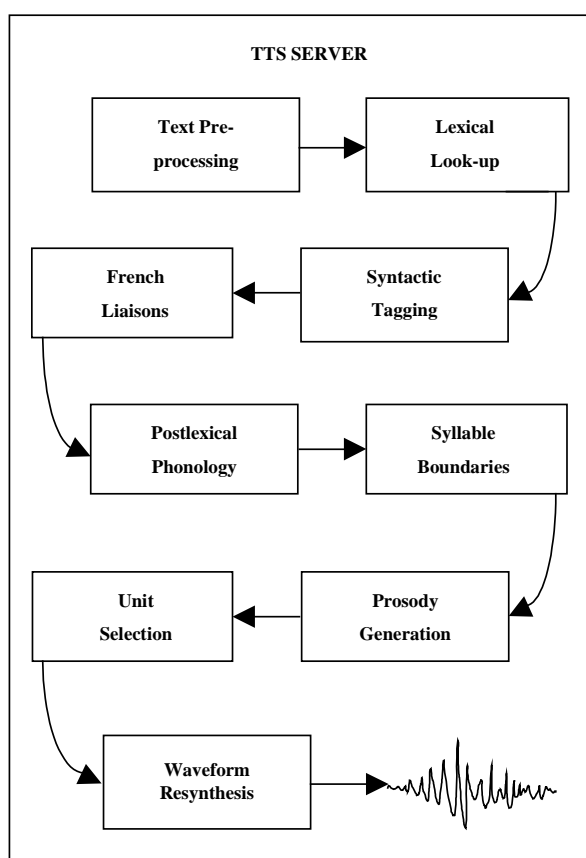 TTS SERVER
Text Pre-
processing
Lexical
Look-up
French
Liaisons
Syntactic
Tagging
Postlexical
Phonology
Syllable
Boundaries
Unit
Selection
Prosody
Generation
Waveform
Resynthesis